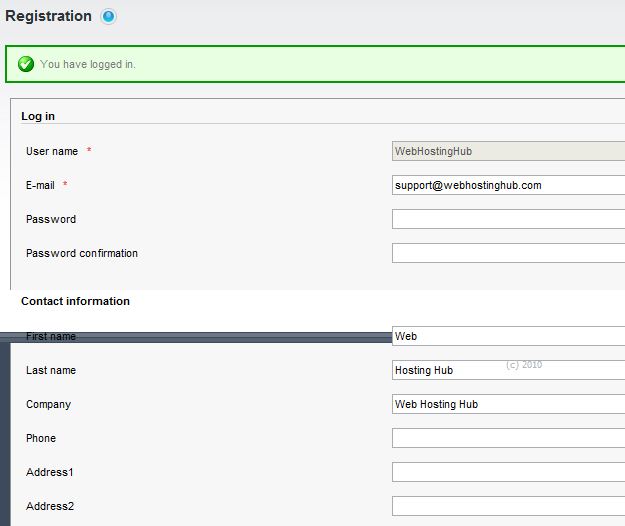 Registration
You have logged in.
Log in
User name * WebHostingHub
E-mail * support@webhostinghub.com
Password
Password confirmation
Contact information
First name Web
Last name Hosting Hub (c) 2010
Company Web Hosting Hub
Phone
Address1
Address2